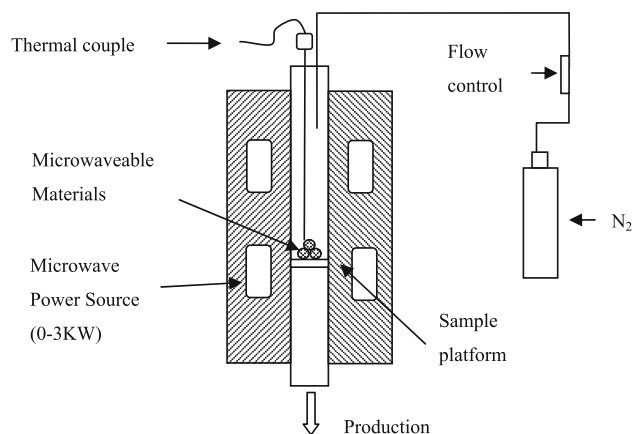 Thermal couple
Flow
control
Microwaveable
Materials
N2
Microwave
Power Source
(0-3KW)
Sample
platform
Production